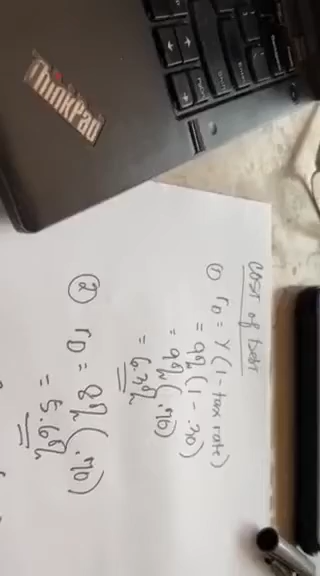 ThinkPad
COST of Debt
① rD = Y (1 - tax rate)
= 9% (1 - .30)
= 9% (.70)
= 6.3%
② rD = 8% (.70)
= 5.6%